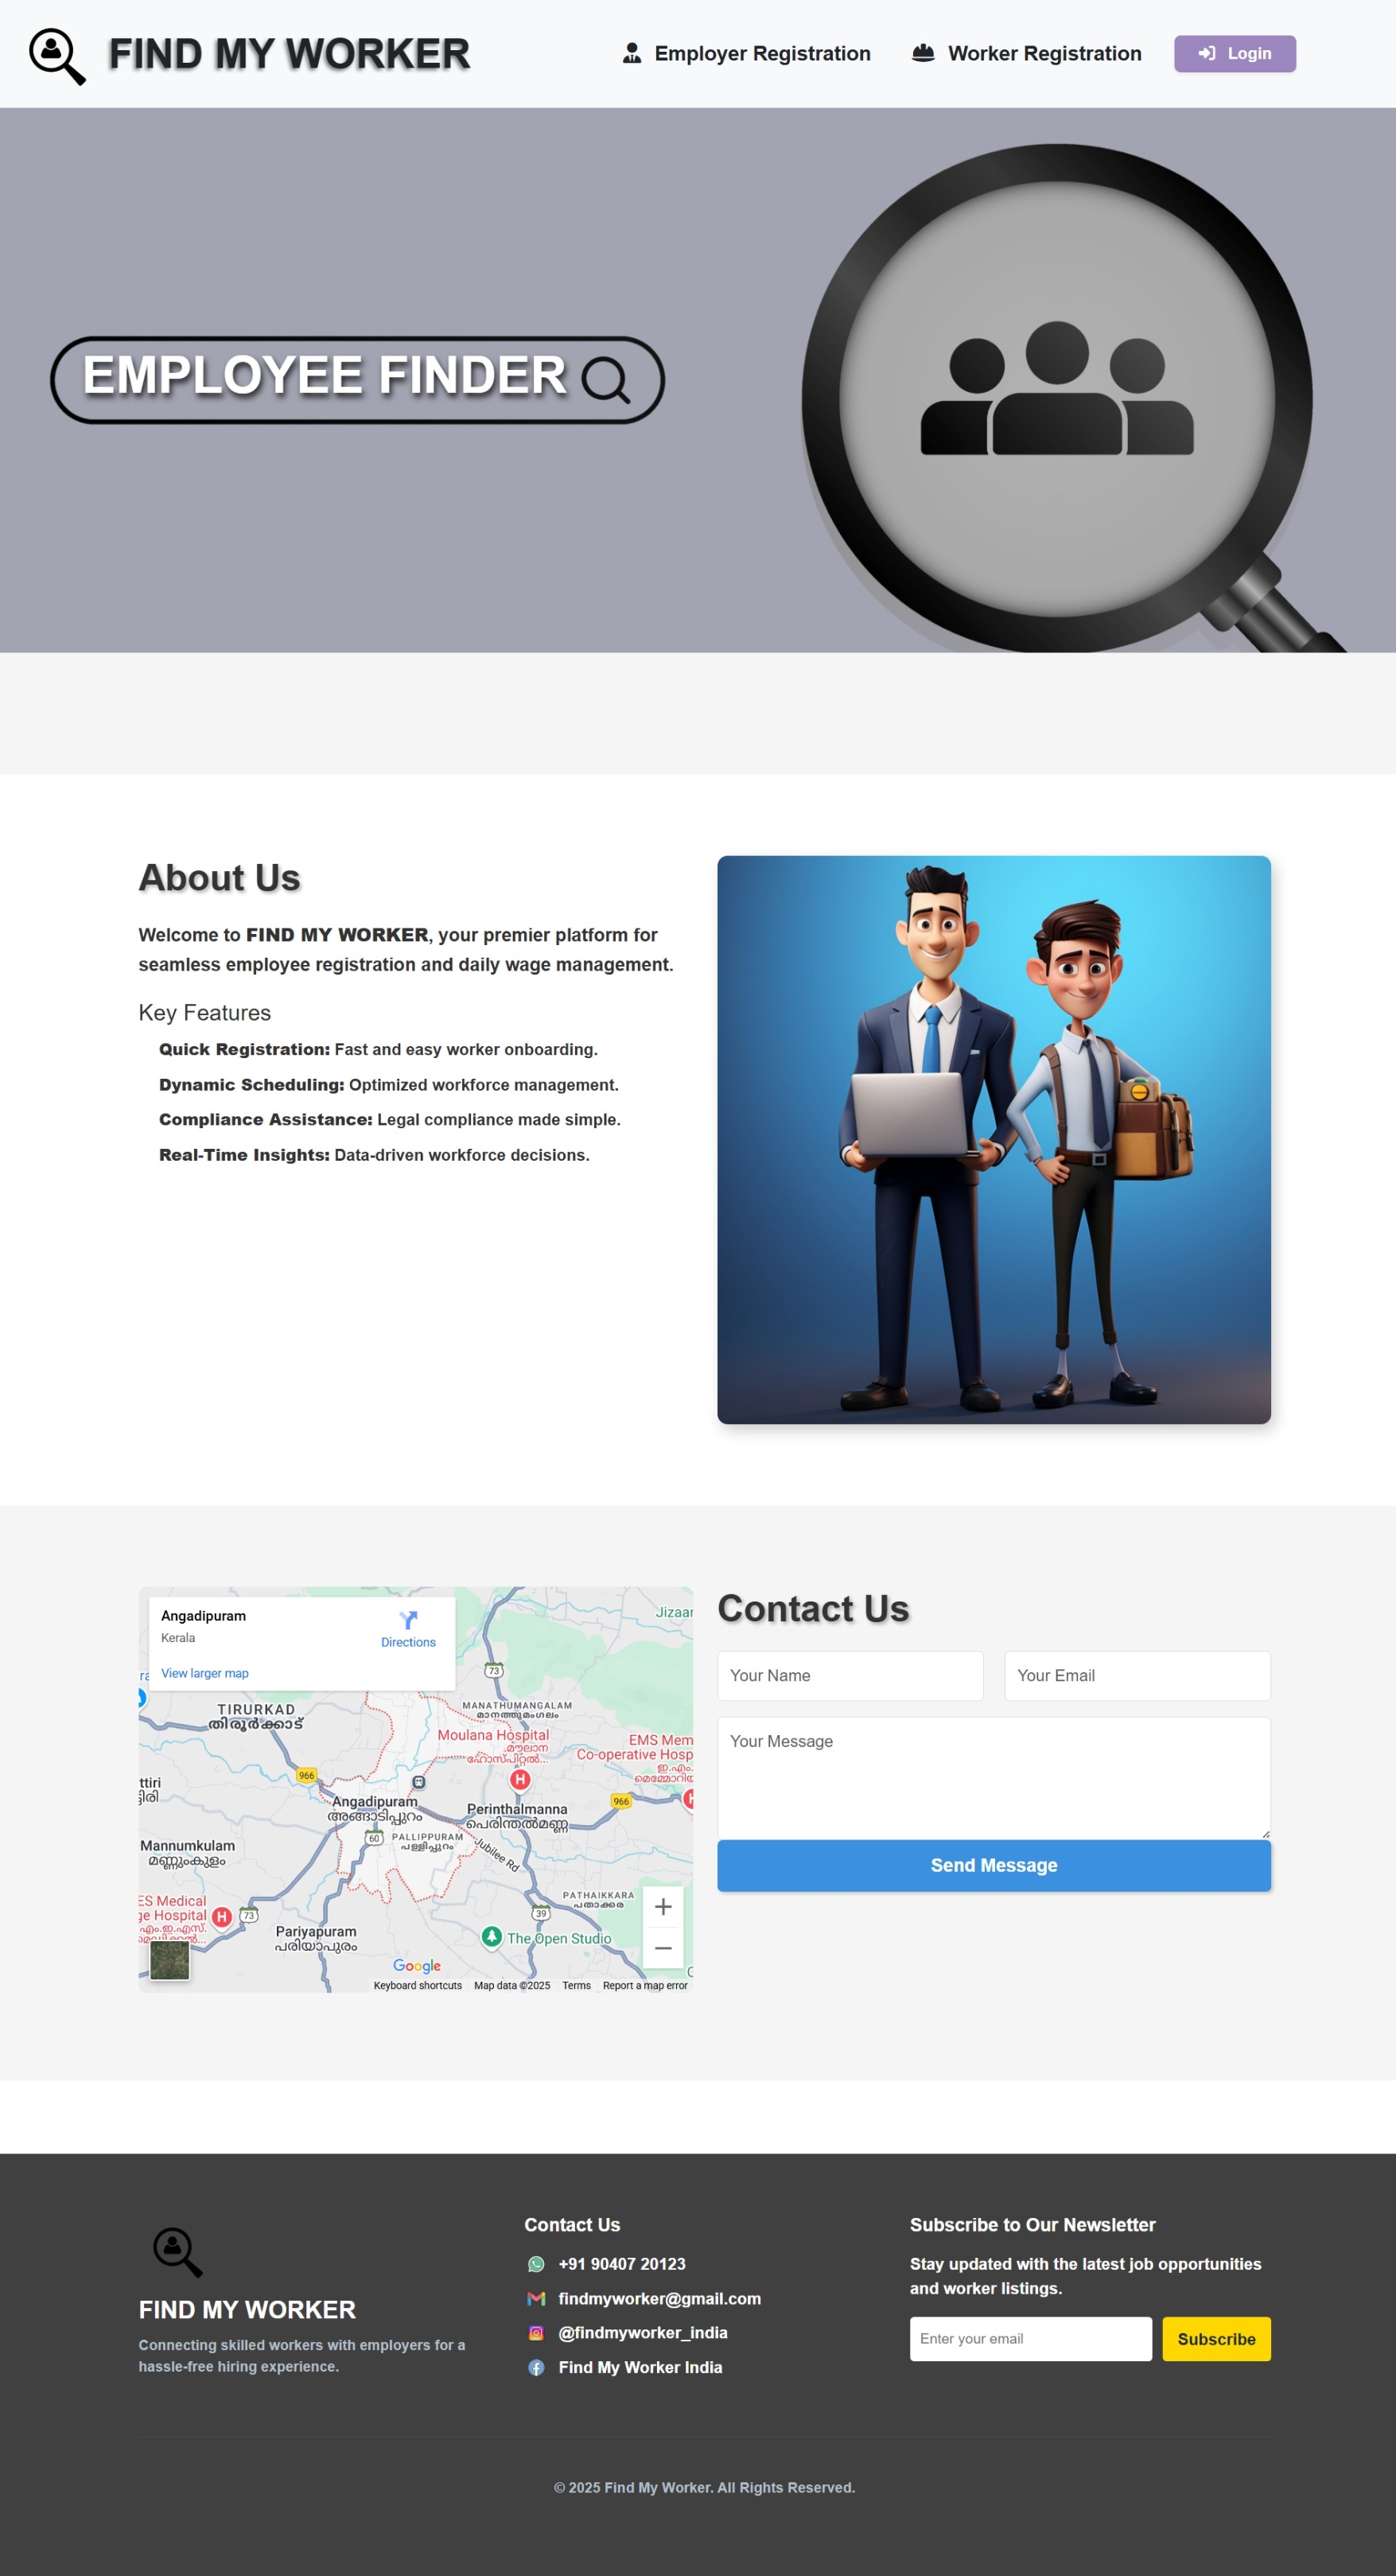 FIND MY WORKER
Employer Registration
Worker Registration
Login
EMPLOYEE FINDER
About Us
Welcome to FIND MY WORKER, your premier platform for
seamless employee registration and daily wage management.
Key Features
Quick Registration: Fast and easy worker onboarding.
Dynamic Scheduling: Optimized workforce management.
Compliance Assistance: Legal compliance made simple.
Real-Time Insights: Data-driven workforce decisions.
Angadipuram
Kerala
Directions
View larger map
Jizaar
73
TIRURKAD
തിരൂർക്കാട്
MANATHUMANGALAM
മാനത്തുമംഗലം
Moulana Hospital
മൗലാന
ഹോസ്പിറ്റൽ...
EMS Mem
Co-operative Hosp
ഇ.എം.
966
ttiri
Angadipuram
അങ്ങാടിപ്പുറം
Perinthalmanna
പെരിന്തൽമണ്ണ
966
60
PALLIPPURAM
പള്ളിപ്പുറം
Jubilee Rd
Mannumkulam
മണ്ണുംകുളം
PATHAIKKARA
പതാക്കര
ES Medical
ge Hospital
എം.ഇ.എസ്.
73
39
Pariyapuram
പരിയാപുരം
The Open Studio
Google
Keyboard shortcuts
Map data ©2025
Terms
Report a map error
Contact Us
Your Name
Your Email
Your Message
Send Message
FIND MY WORKER
Connecting skilled workers with employers for a
hassle-free hiring experience.
Contact Us
+91 90407 20123
findmyworker@gmail.com
@findmyworker_india
Find My Worker India
Subscribe to Our Newsletter
Stay updated with the latest job opportunities
and worker listings.
Enter your email
Subscribe
© 2025 Find My Worker. All Rights Reserved.